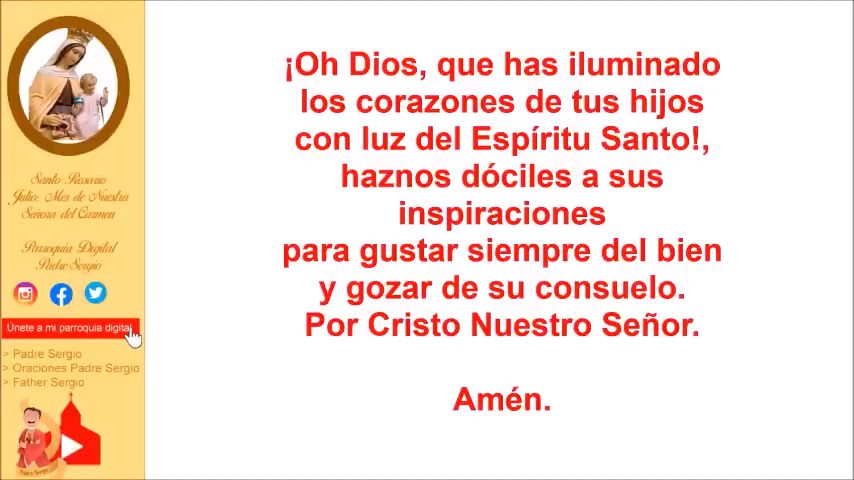 Santo Rosario
Julio: Mes de Nuestra
Señora del Carmen
Parroquia Digital
Padre Sergio
Únete a mi parroquia digital
> Padre Sergio
> Oraciones Padre Sergio
> Father Sergio
Padre Sergio
¡Oh Dios, que has iluminado
los corazones de tus hijos
con luz del Espíritu Santo!,
haznos dóciles a sus
inspiraciones
para gustar siempre del bien
y gozar de su consuelo.
Por Cristo Nuestro Señor.
Amén.